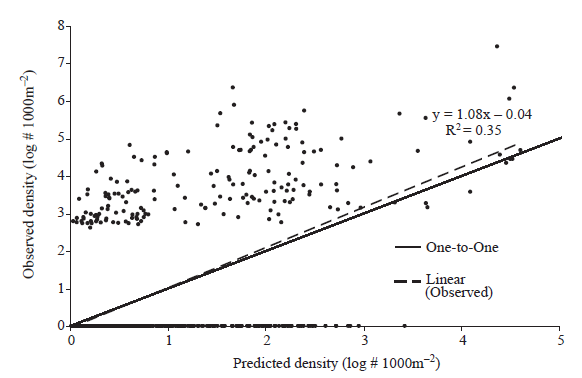 8
7
6
5
4
3
2
1
0
Observed density (log # 1000m⁻²)
y = 1.08x – 0.04
R² = 0.35
One-to-One
Linear
(Observed)
0 1 2 3 4 5
Predicted density (log # 1000m⁻²)